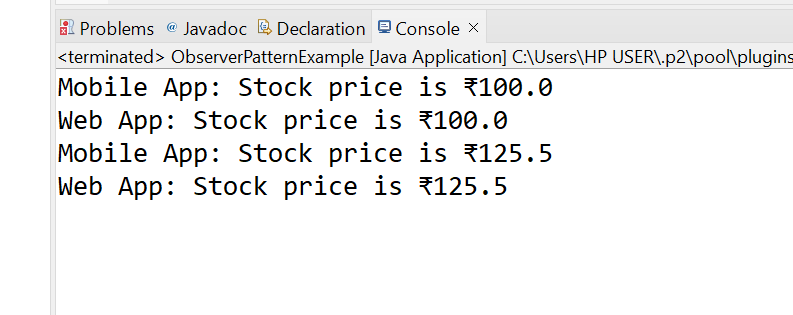 Problems @ Javadoc Declaration Console
<terminated> ObserverPatternExample [Java Application] C:\Users\HP USER\.p2\pool\plugins
Mobile App: Stock price is ₹100.0
Web App: Stock price is ₹100.0
Mobile App: Stock price is ₹125.5
Web App: Stock price is ₹125.5